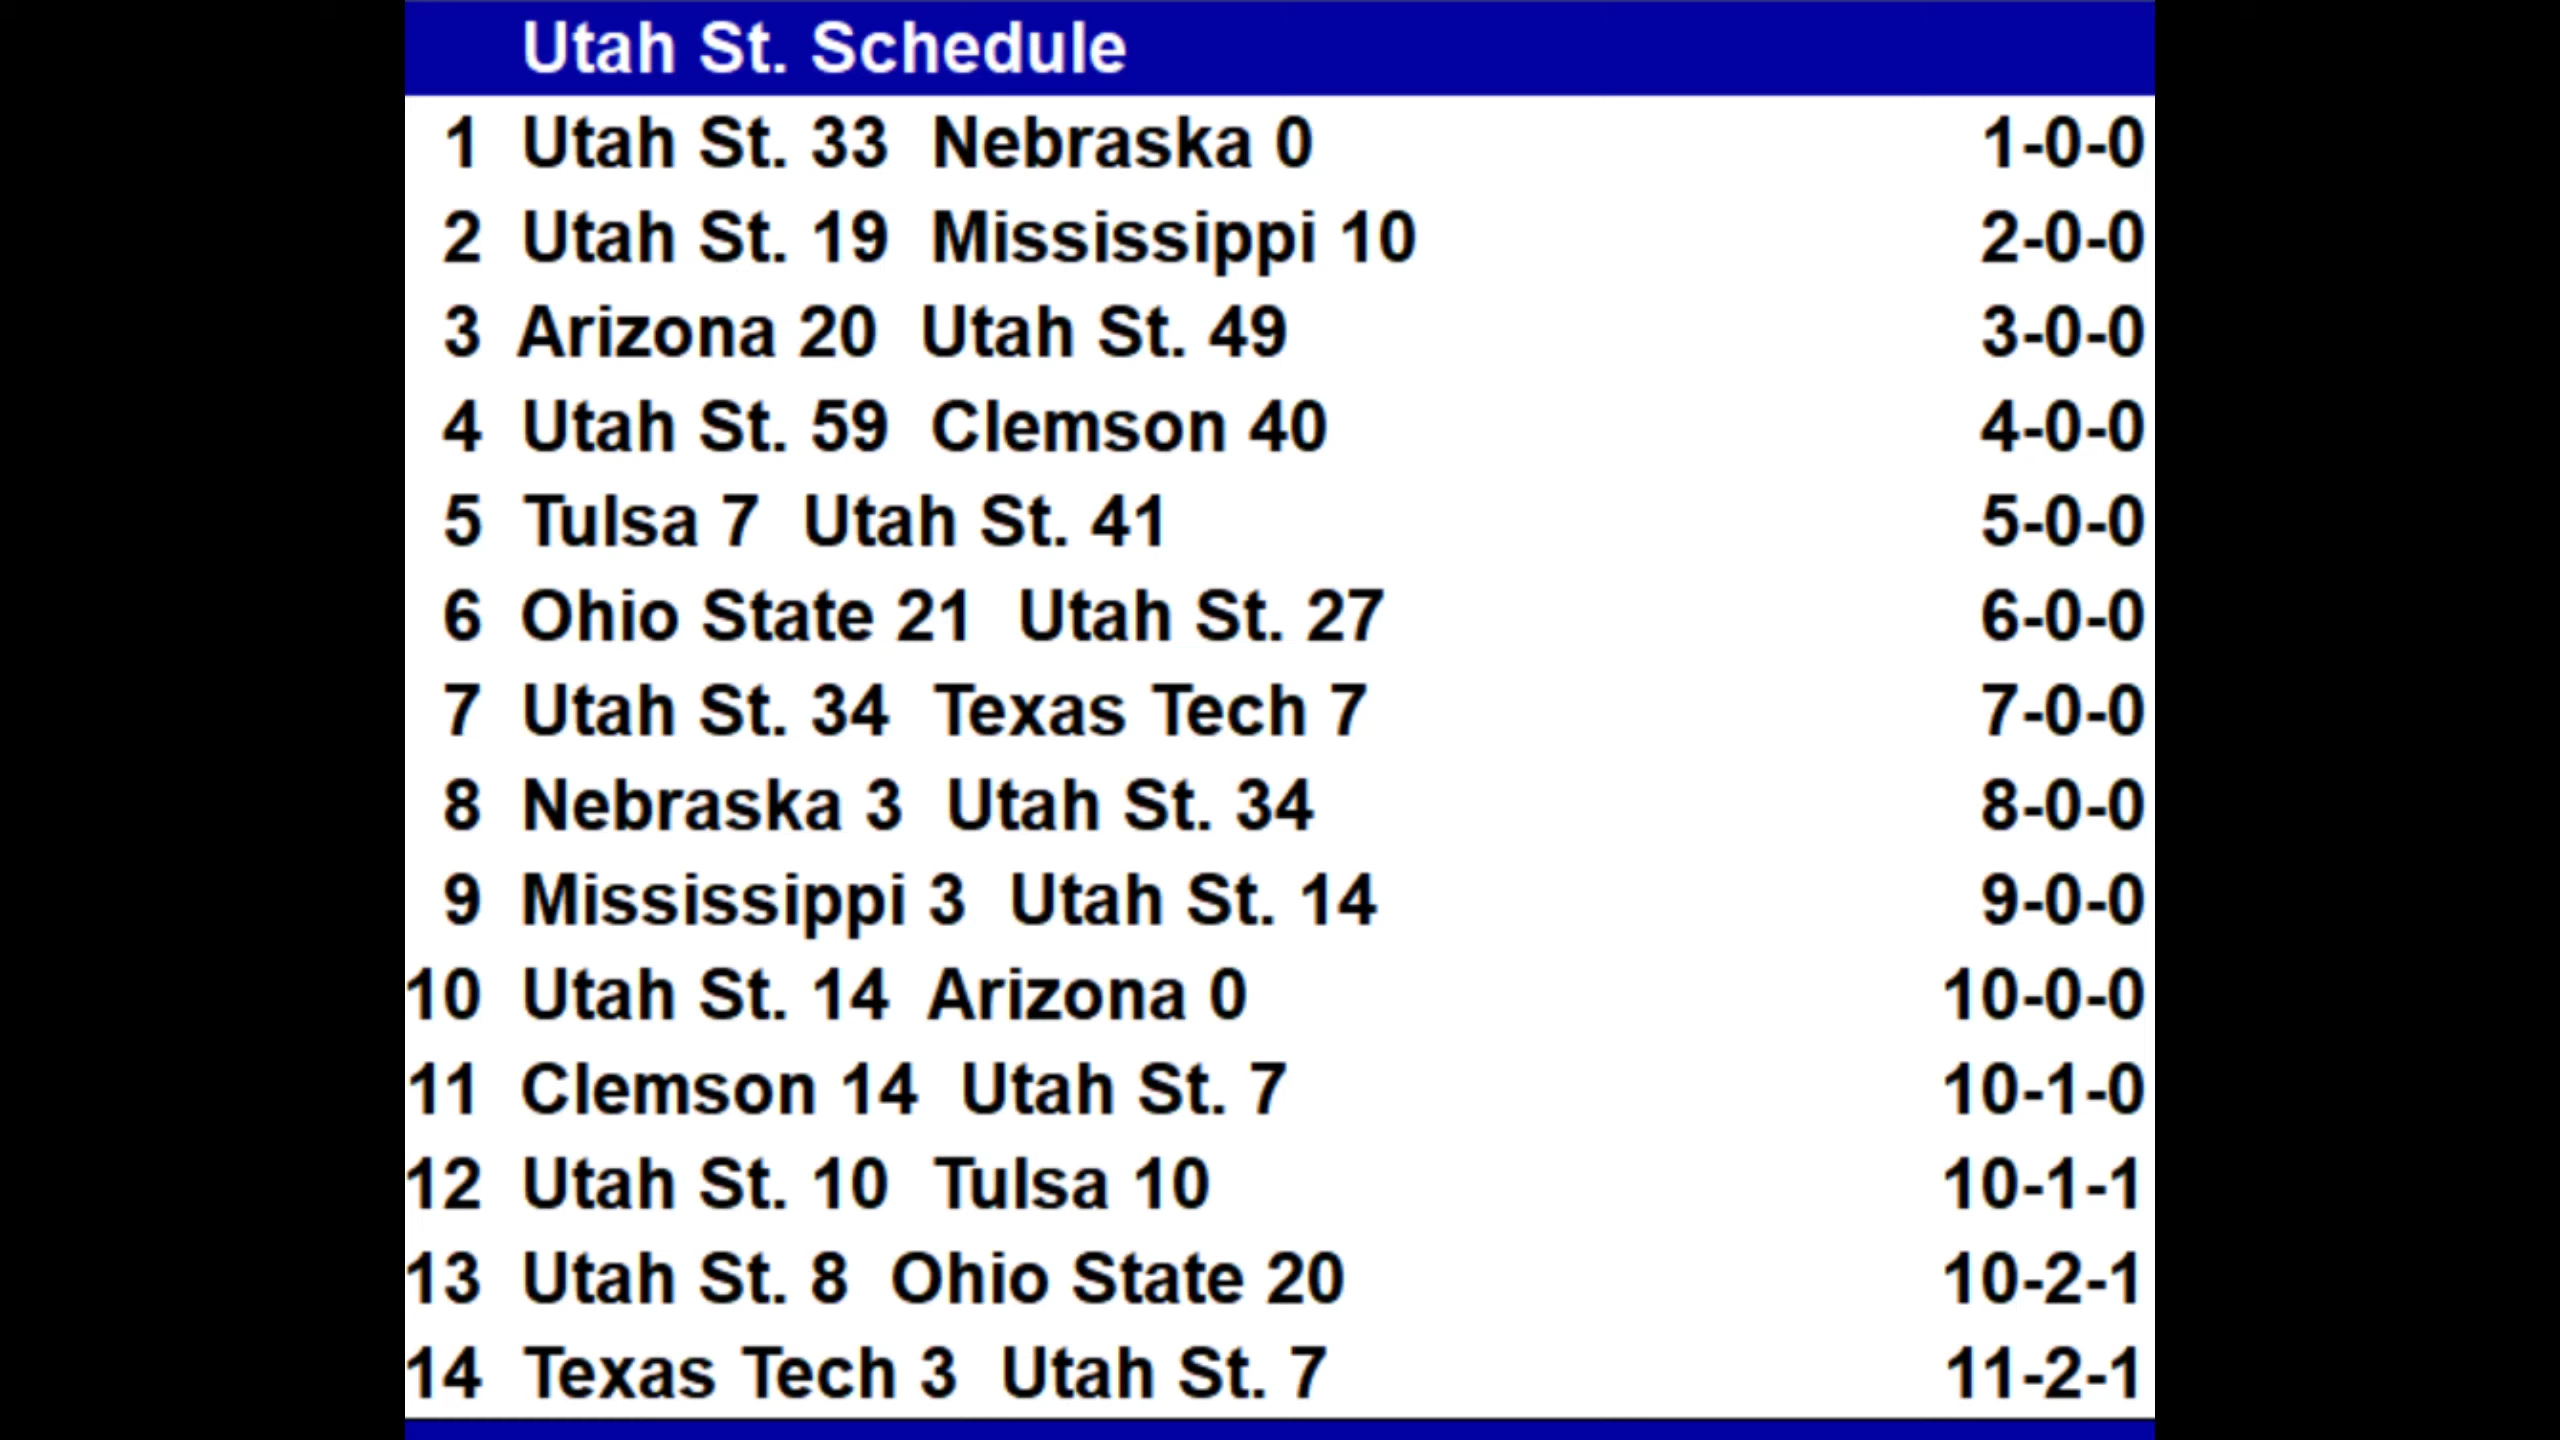 Utah St. Schedule
1 Utah St. 33 Nebraska 0 1-0-0
2 Utah St. 19 Mississippi 10 2-0-0
3 Arizona 20 Utah St. 49 3-0-0
4 Utah St. 59 Clemson 40 4-0-0
5 Tulsa 7 Utah St. 41 5-0-0
6 Ohio State 21 Utah St. 27 6-0-0
7 Utah St. 34 Texas Tech 7 7-0-0
8 Nebraska 3 Utah St. 34 8-0-0
9 Mississippi 3 Utah St. 14 9-0-0
10 Utah St. 14 Arizona 0 10-0-0
11 Clemson 14 Utah St. 7 10-1-0
12 Utah St. 10 Tulsa 10 10-1-1
13 Utah St. 8 Ohio State 20 10-2-1
14 Texas Tech 3 Utah St. 7 11-2-1